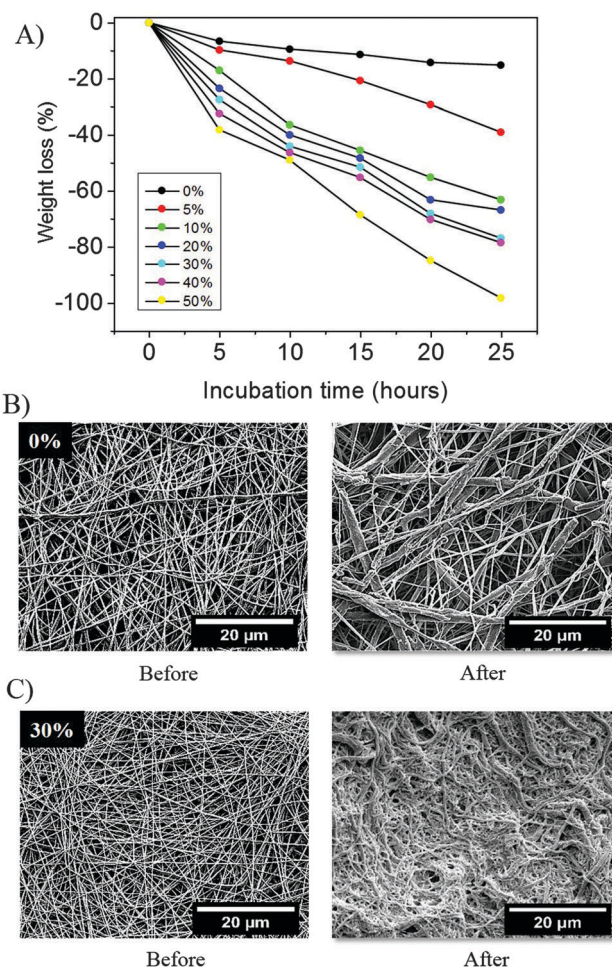 A)
0
-20
-40
-60
-80
-100
Weight loss (%)
0%
5%
10%
20%
30%
40%
50%
0 5 10 15 20 25
Incubation time (hours)
B)
0%
20 µm
20 µm
Before After
C)
30%
20 µm
20 µm
Before After